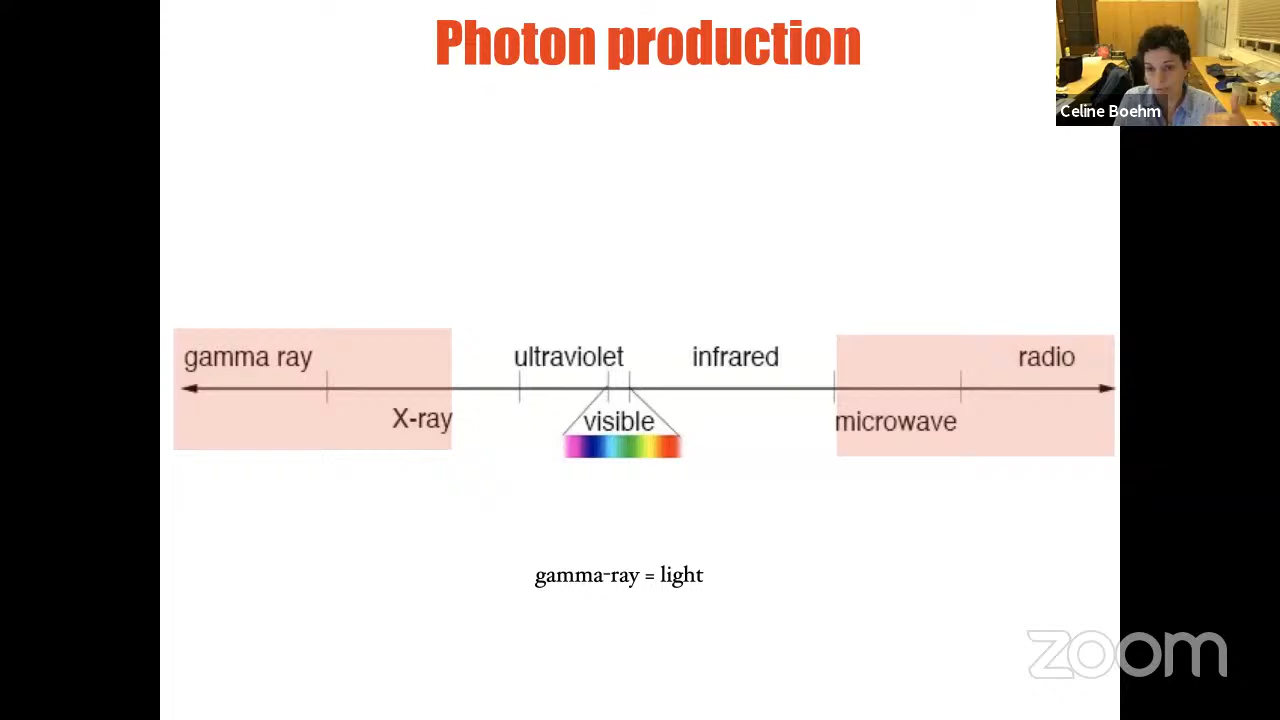 Photon production
Celine Boehm
gamma ray
ultraviolet
infrared
radio
X-ray
visible
microwave
gamma-ray = light
zoom